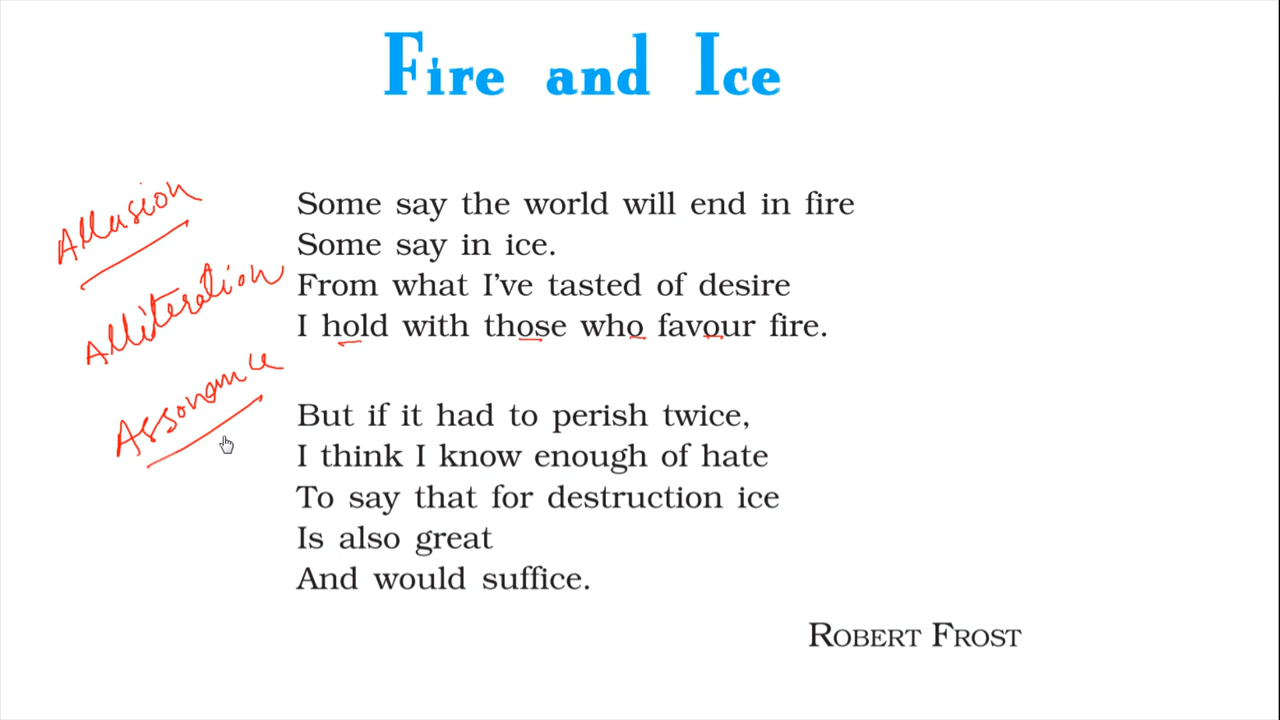 Fire and Ice
Allusion
Some say the world will end in fire
Some say in ice.
Alliteration
From what I've tasted of desire
I hold with those who favour fire.
Assonance
But if it had to perish twice,
I think I know enough of hate
To say that for destruction ice
Is also great
And would suffice.
ROBERT FROST